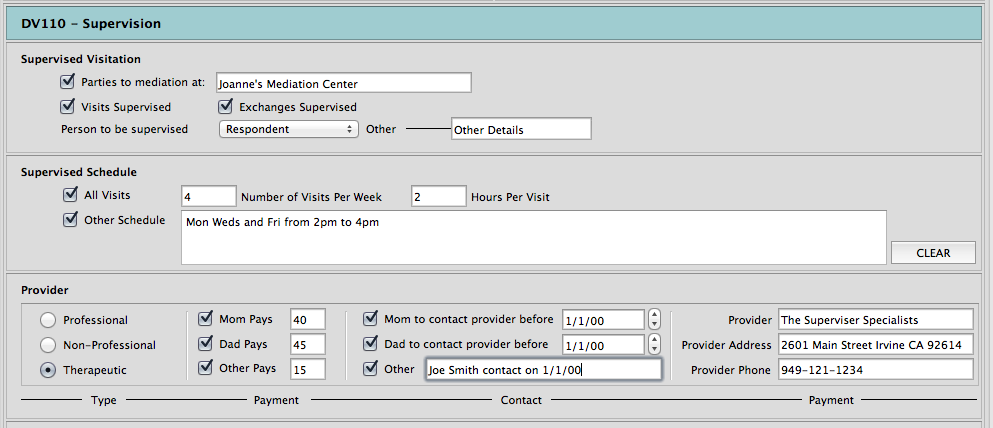 DV110 – Supervision
Supervised Visitation
Parties to mediation at: Joanne's Mediation Center
Visits Supervised Exchanges Supervised
Person to be supervised Respondent Other Other Details
Supervised Schedule
All Visits 4 Number of Visits Per Week 2 Hours Per Visit
Other Schedule Mon Weds and Fri from 2pm to 4pm
CLEAR
Provider
Professional Mom Pays 40 Mom to contact provider before 1/1/00 Provider The Superviser Specialists
Non-Professional Dad Pays 45 Dad to contact provider before 1/1/00 Provider Address 2601 Main Street Irvine CA 92614
Therapeutic Other Pays 15 Other Joe Smith contact on 1/1/00 Provider Phone 949-121-1234
Type Payment Contact Payment